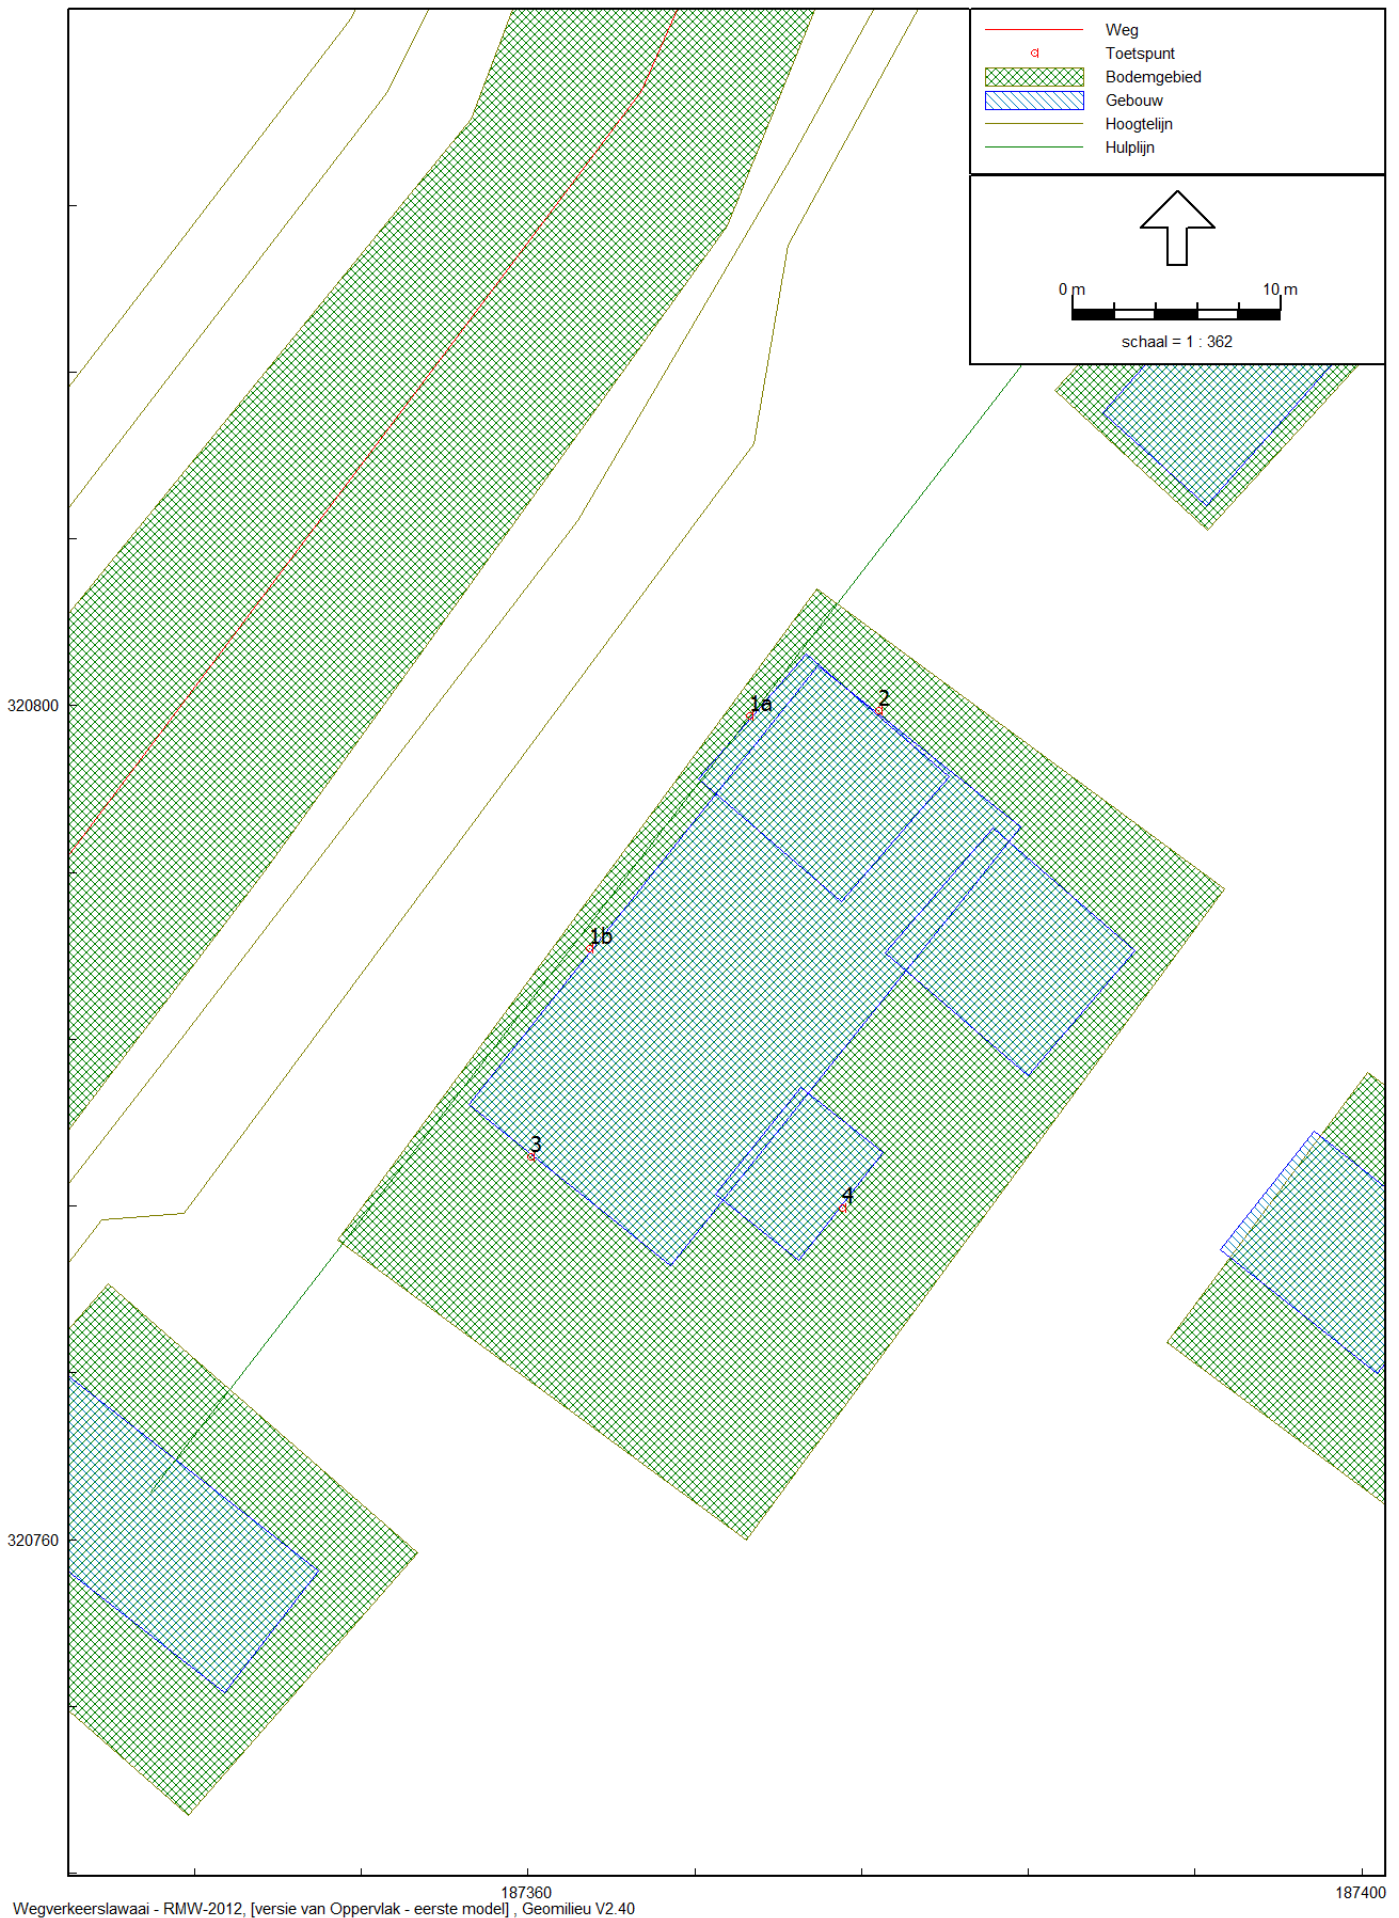 Weg
Toetspunt
Bodemgebied
Gebouw
Hoogtelijn
Hulplijn
0 m 10 m
schaal = 1 : 362
320800
1a
2
1b
3
4
320760
187360 187400
Wegverkeerslawaai - RMW-2012, [versie van Oppervlak - eerste model] , Geomilieu V2.40